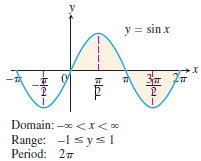 y
y = sin x
-π -π/2 0 π/2 π 3π/2 2π x
Domain: -∞ < x < ∞
Range: -1 ≤ y ≤ 1
Period: 2π